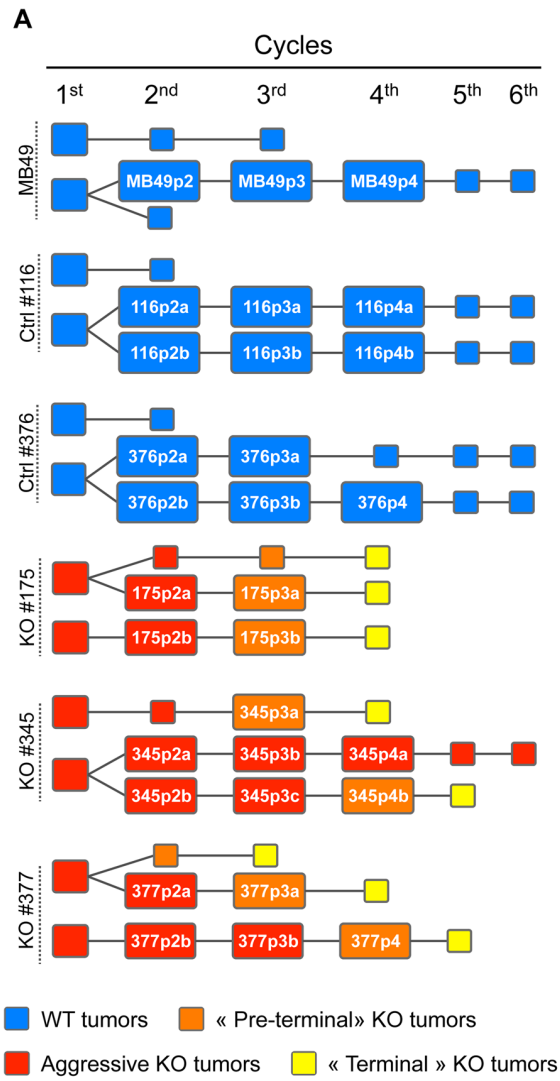 A
Cycles
1st 2nd 3rd 4th 5th 6th
MB49
MB49p2 MB49p3 MB49p4
Ctrl #116
116p2a 116p3a 116p4a
116p2b 116p3b 116p4b
Ctrl #376
376p2a 376p3a
376p2b 376p3b 376p4
KO #175
175p2a 175p3a
175p2b 175p3b
KO #345
345p3a
345p2a 345p3b 345p4a
345p2b 345p3c 345p4b
KO #377
377p2a 377p3a
377p2b 377p3b 377p4
WT tumors « Pre-terminal» KO tumors
Aggressive KO tumors « Terminal » KO tumors